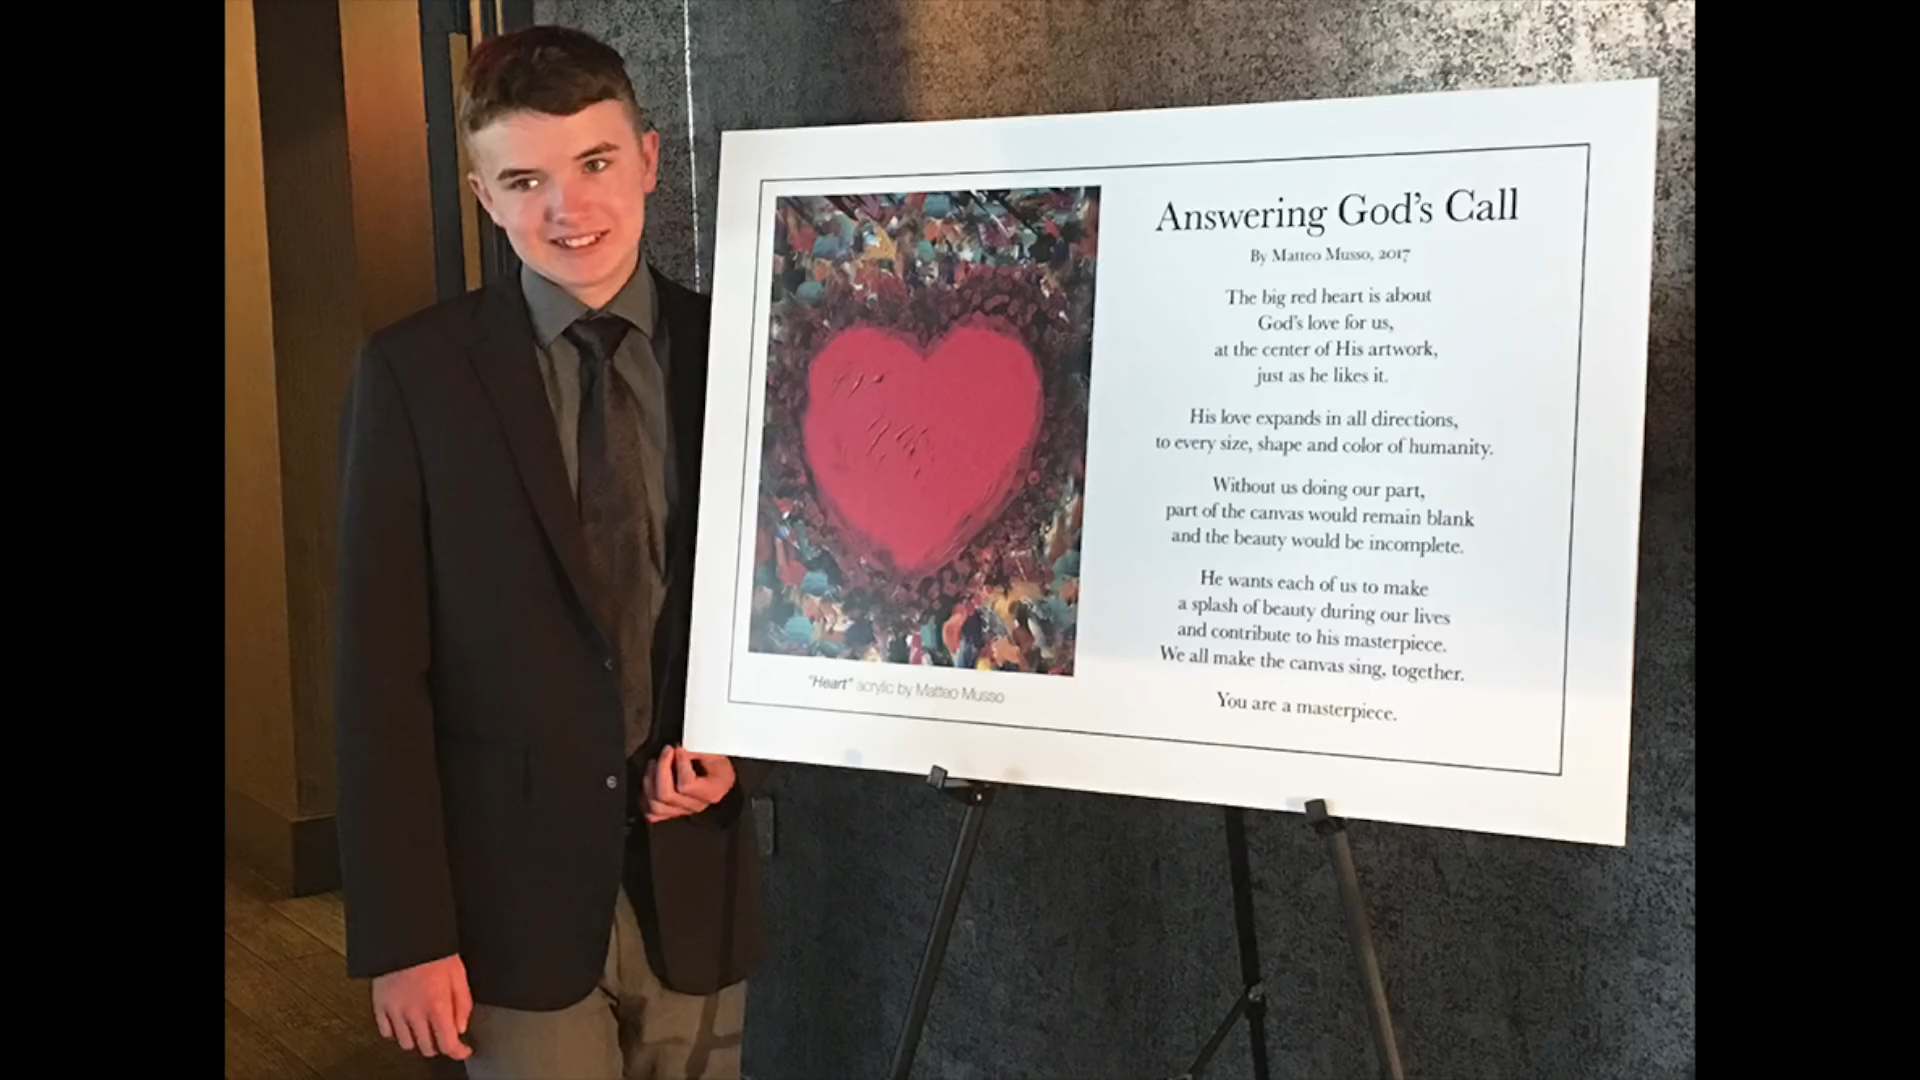 Answering God's Call
By Matteo Musso, 2017
The big red heart is about
God's love for us,
at the center of His artwork,
just as he likes it.
His love expands in all directions,
to every size, shape and color of humanity.
Without us doing our part,
part of the canvas would remain blank
and the beauty would be incomplete.
He wants each of us to make
a splash of beauty during our lives
and contribute to his masterpiece.
We all make the canvas sing, together.
You are a masterpiece.
"Heart" acrylic by Matteo Musso